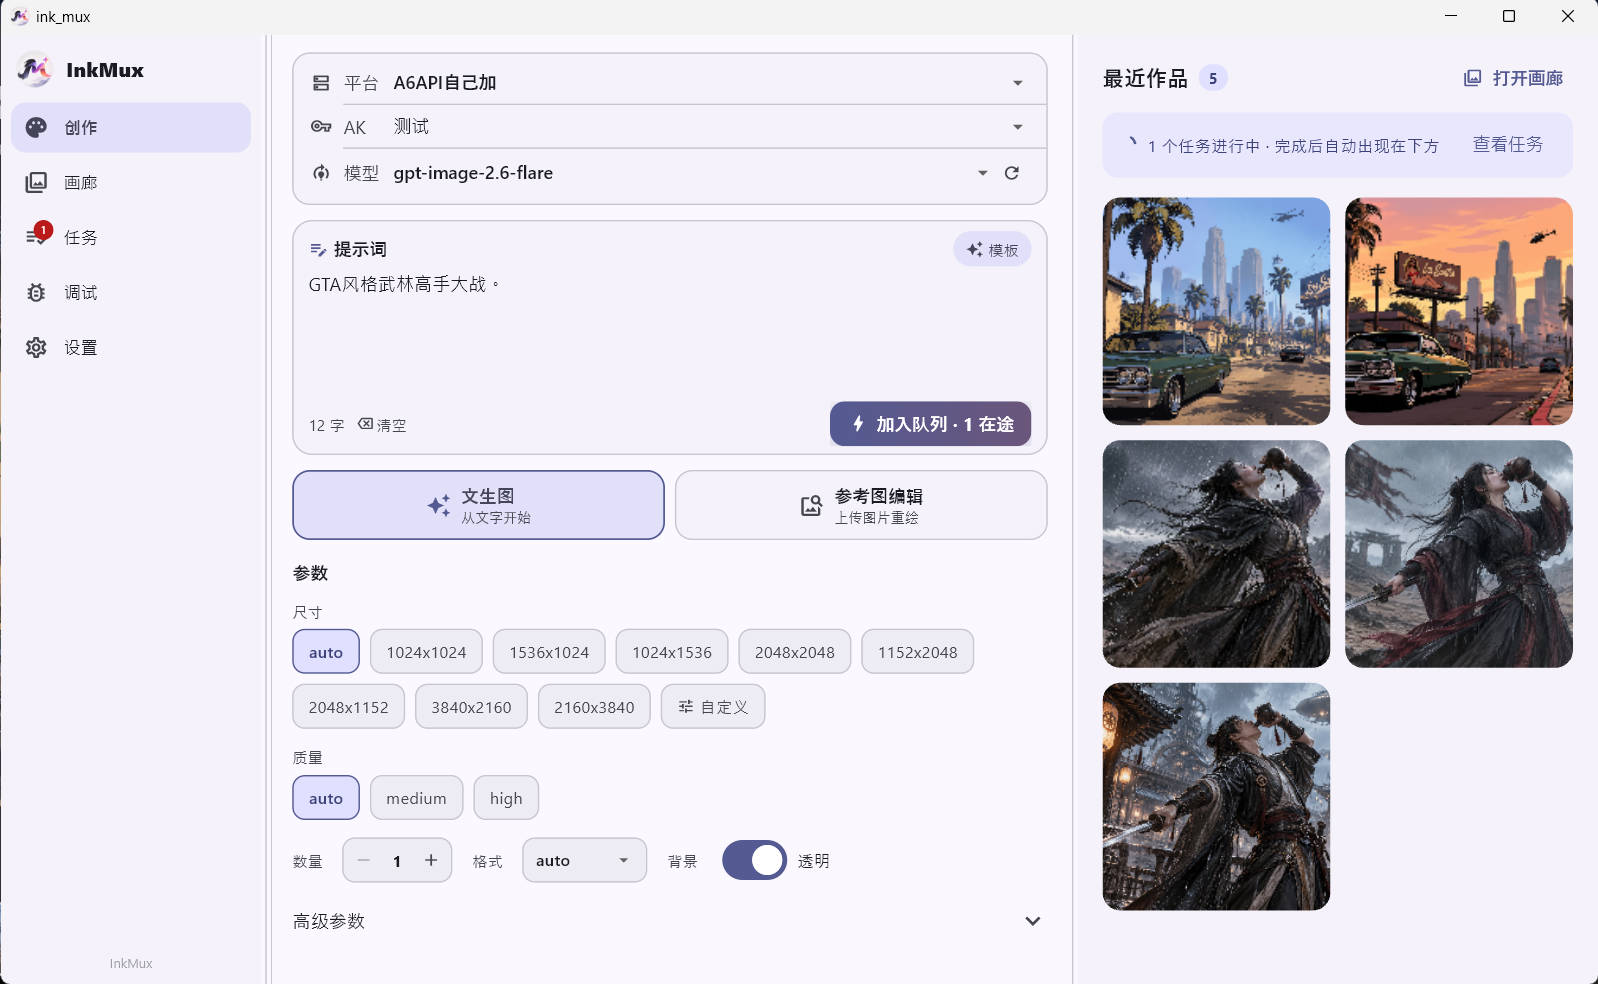 ink_mux
InkMux
创作
画廊
1
任务
调试
设置
InkMux
平台 A6API自己加
AK 测试
模型 gpt-image-2.6-flare
提示词
模板
GTA风格武林高手大战。
12 字 清空
加入队列 · 1 在途
文生图
从文字开始
参考图编辑
上传图片重绘
参数
尺寸
auto 1024x1024 1536x1024 1024x1536 2048x2048 1152x2048
2048x1152 3840x2160 2160x3840 自定义
质量
auto medium high
数量 1 格式 auto 背景 透明
高级参数
最近作品 5 打开画廊
1 个任务进行中 · 完成后自动出现在下方 查看任务